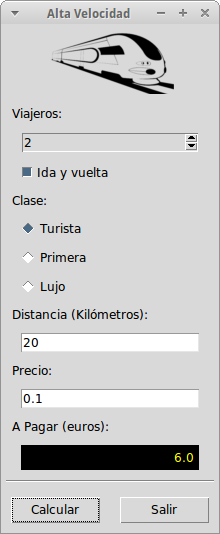 Alta Velocidad
Viajeros:
2
Ida y vuelta
Clase:
Turista
Primera
Lujo
Distancia (Kilómetros):
20
Precio:
0.1
A Pagar (euros):
6.0
Calcular Salir